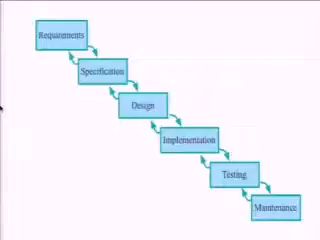 Requirements
Specification
Design
Implementation
Testing
Maintenance